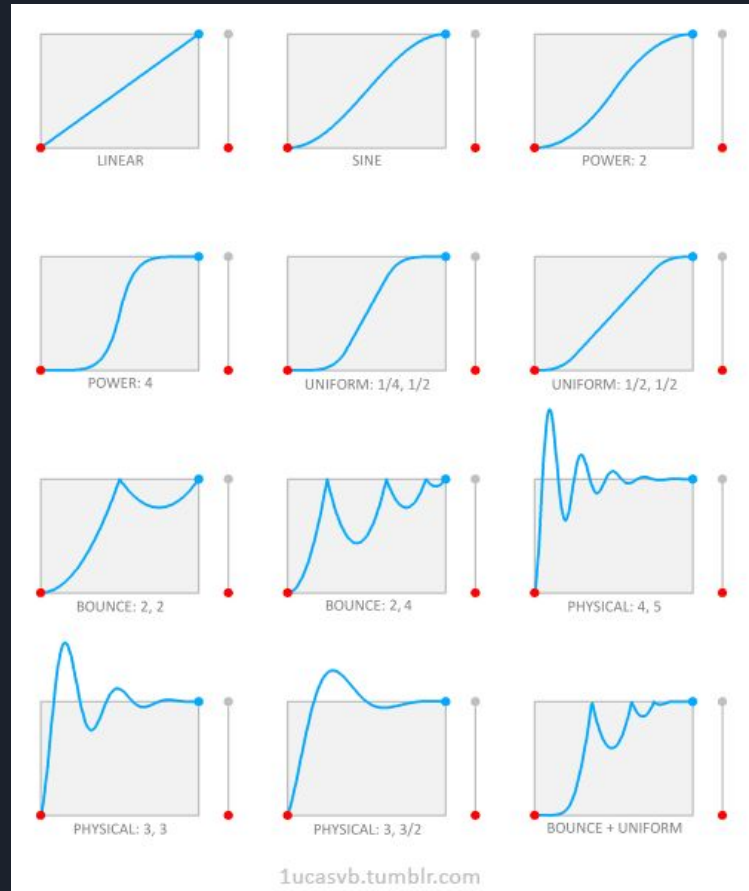 LINEAR
SINE
POWER: 2
POWER: 4
UNIFORM: 1/4, 1/2
UNIFORM: 1/2, 1/2
BOUNCE: 2, 2
BOUNCE: 2, 4
PHYSICAL: 4, 5
PHYSICAL: 3, 3
PHYSICAL: 3, 3/2
BOUNCE + UNIFORM
1ucasvb.tumblr.com